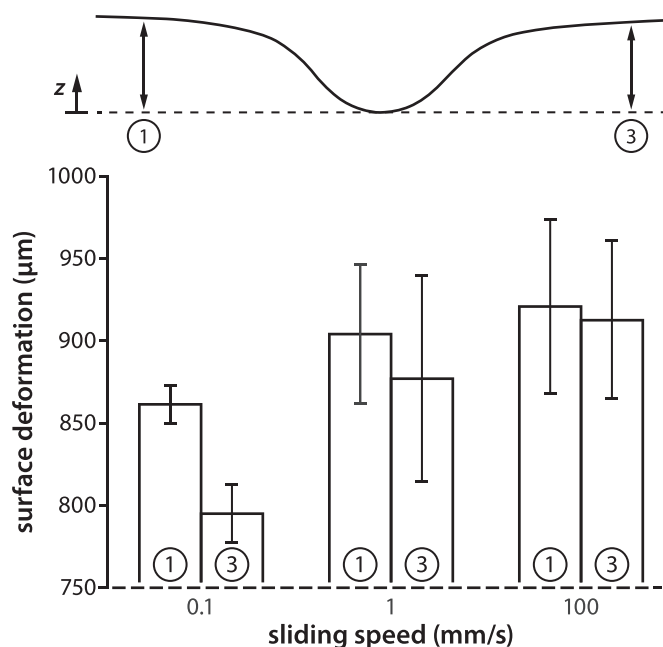 z
1
3
1000
950
900
850
800
750
surface deformation (µm)
1 3 1 3 1 3
0.1 1 100
sliding speed (mm/s)